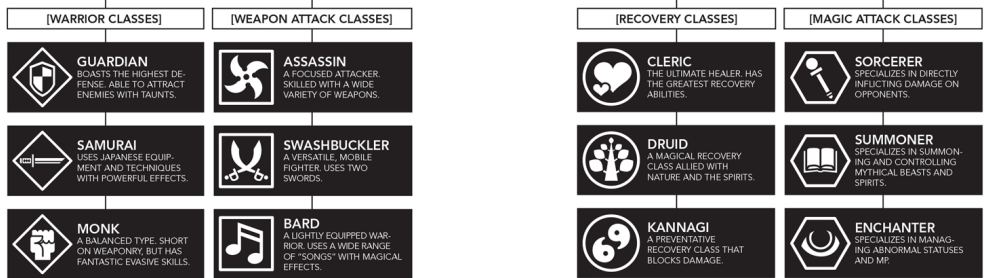 [WARRIOR CLASSES]
GUARDIAN
BOASTS THE HIGHEST DE-
FENSE. ABLE TO ATTRACT
ENEMIES WITH TAUNTS.
SAMURAI
USES JAPANESE EQUIP-
MENT AND TECHNIQUES
WITH POWERFUL EFFECTS.
MONK
A BALANCED TYPE. SHORT
ON WEAPONRY, BUT HAS
FANTASTIC EVASIVE SKILLS.
[WEAPON ATTACK CLASSES]
ASSASSIN
A FOCUSED ATTACKER.
SKILLED WITH A WIDE
VARIETY OF WEAPONS.
SWASHBUCKLER
A VERSATILE, MOBILE
FIGHTER. USES TWO
SWORDS.
BARD
A LIGHTLY EQUIPPED WAR-
RIOR. USES A WIDE RANGE
OF "SONGS" WITH MAGICAL
EFFECTS.
[RECOVERY CLASSES]
CLERIC
THE ULTIMATE HEALER. HAS
THE GREATEST RECOVERY
ABILITIES.
DRUID
A MAGICAL RECOVERY
CLASS ALLIED WITH
NATURE AND THE SPIRITS.
KANNAGI
A PREVENTATIVE
RECOVERY CLASS THAT
BLOCKS DAMAGE.
[MAGIC ATTACK CLASSES]
SORCERER
SPECIALIZES IN DIRECTLY
INFLICTING DAMAGE ON
OPPONENTS.
SUMMONER
SPECIALIZES IN SUMMON-
ING AND CONTROLLING
MYTHICAL BEASTS AND
SPIRITS.
ENCHANTER
SPECIALIZES IN MANAG-
ING ABNORMAL STATUSES
AND MP.